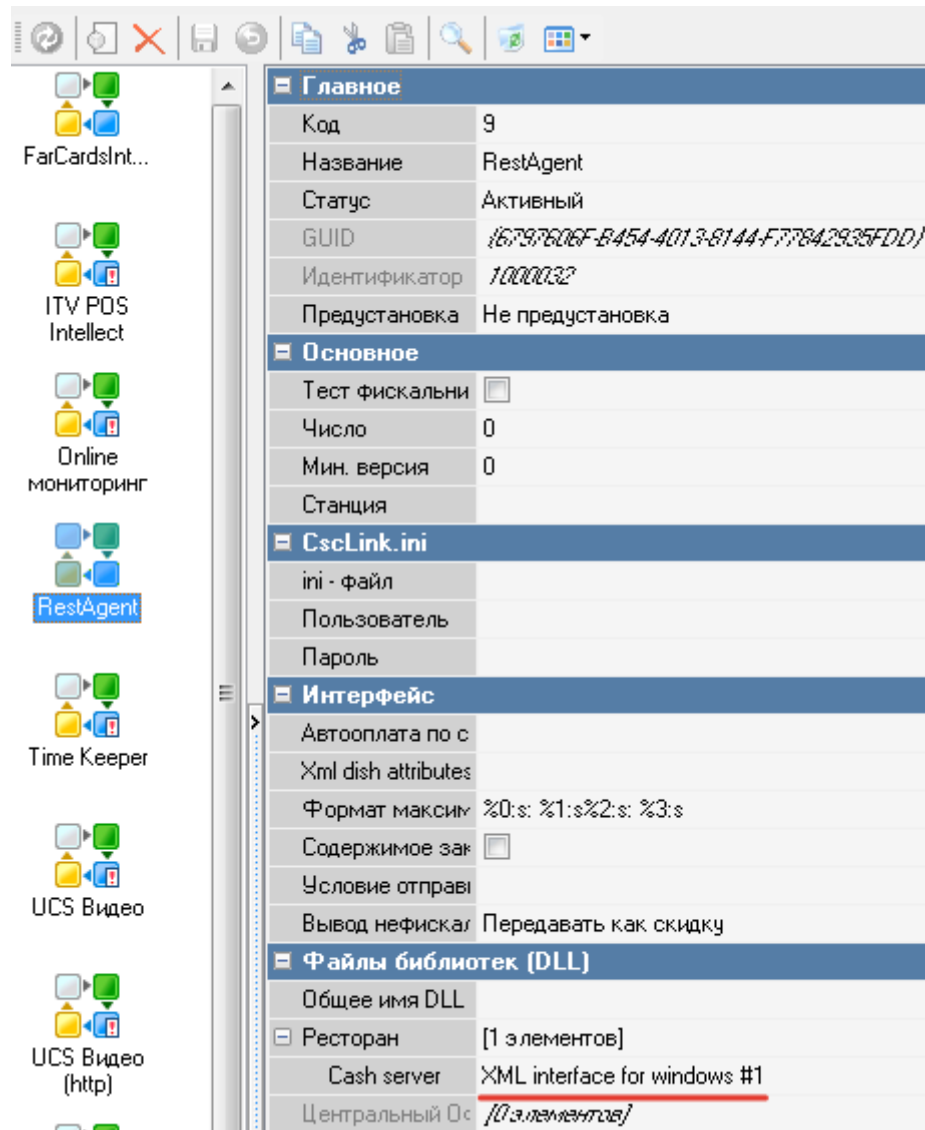 FarCardsInt...
ITV POS
Intellect
Online
мониторинг
RestAgent
Time Keeper
UCS Видео
UCS Видео
(http)
Главное
Код 9
Название RestAgent
Статус Активный
GUID {6797606F-B454-4013-8144-F77842935FDD}
Идентификатор 1000032
Предустановка Не предустановка
Основное
Тест фискальни
Число 0
Мин. версия 0
Станция
CscLink.ini
ini - файл
Пользователь
Пароль
Интерфейс
Автооплата по с
Xml dish attributes
Формат максим %0:s: %1:s%2:s: %3:s
Содержимое зак
Условие отправи
Вывод нефискал Передавать как скидку
Файлы библиотек (DLL)
Общее имя DLL
Ресторан [1 элементов]
Cash server XML interface for windows #1
Центральный Ос [0 элементов]